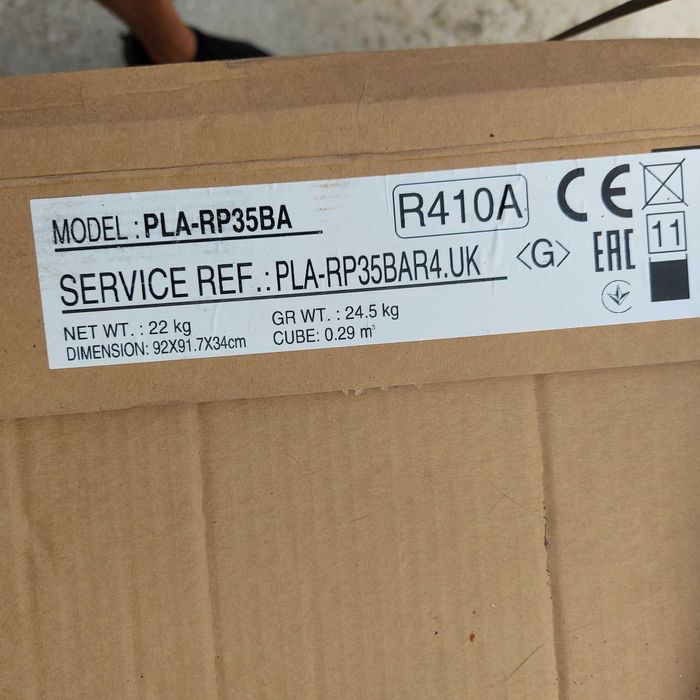 MODEL : PLA-RP35BA
R410A
CE
SERVICE REF.: PLA-RP35BAR4.UK
<G>
EAC
11
NET WT. : 22 kg
GR WT. : 24.5 kg
DIMENSION: 92X91.7X34cm
CUBE: 0.29 m³